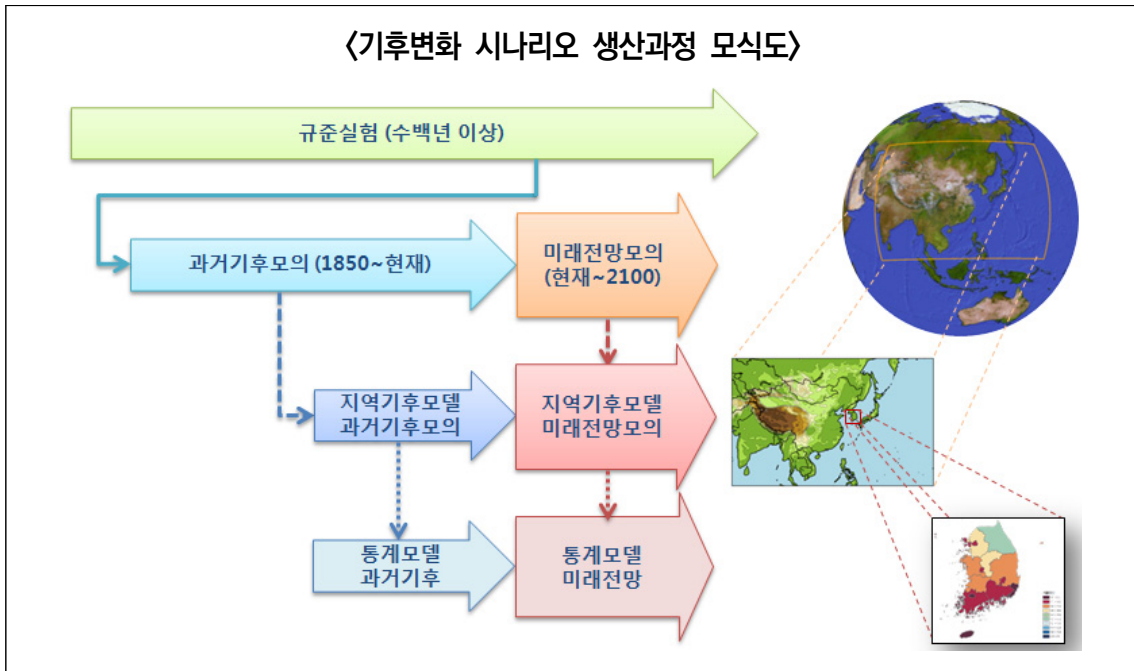 <기후변화 시나리오 생산과정 모식도>
규준실험 (수백년 이상)
과거기후모의 (1850~현재)
미래전망모의
(현재~2100)
지역기후모델
과거기후모의
지역기후모델
미래전망모의
통계모델
과거기후
통계모델
미래전망